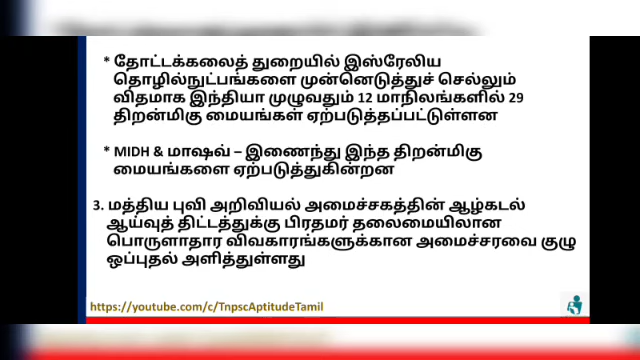 * தோட்டக்கலைத் துறையில் இஸ்ரேலிய
தொழில்நுட்பங்களை முன்னெடுத்துச் செல்லும்
விதமாக இந்தியா முழுவதும் 12 மாநிலங்களில் 29
திறன்மிகு மையங்கள் ஏற்படுத்தப்பட்டுள்ளன
* MIDH & மாஷவ் – இணைந்து இந்த திறன்மிகு
மையங்களை ஏற்படுத்துகின்றன
3. மத்திய புவி அறிவியல் அமைச்சகத்தின் ஆழ்கடல்
ஆய்வுத் திட்டத்துக்கு பிரதமர் தலைமையிலான
பொருளாதார விவகாரங்களுக்கான அமைச்சரவை குழு
ஒப்புதல் அளித்துள்ளது
https://youtube.com/c/TnpscAptitudeTamil